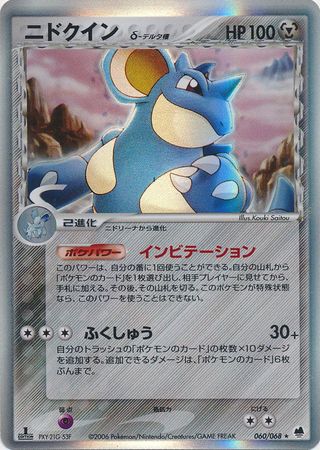 ニドクイン δ-デルタ種 HP100
Illus. Kouki Saitou
2進化 ニドリーナから進化
ポケパワー インビテーション
このパワーは、自分の番に1回使うことができる。自分の山札から
「ポケモンのカード」を1枚選び出し、相手プレイヤーに見せてから、
手札に加える。その後、その山札を切る。このポケモンが特殊状態
なら、このパワーを使うことはできない。
ふくしゅう 30+
自分のトラッシュの「ポケモンのカード」の枚数×10ダメージ
を追加する。追加できるダメージは、「ポケモンのカード」6枚
ぶんまで。
弱点 抵抗力 にげる
1 EDITION PXY-21G-53F ©2006 Pokémon/Nintendo/Creatures/GAME FREAK 060/068 ★